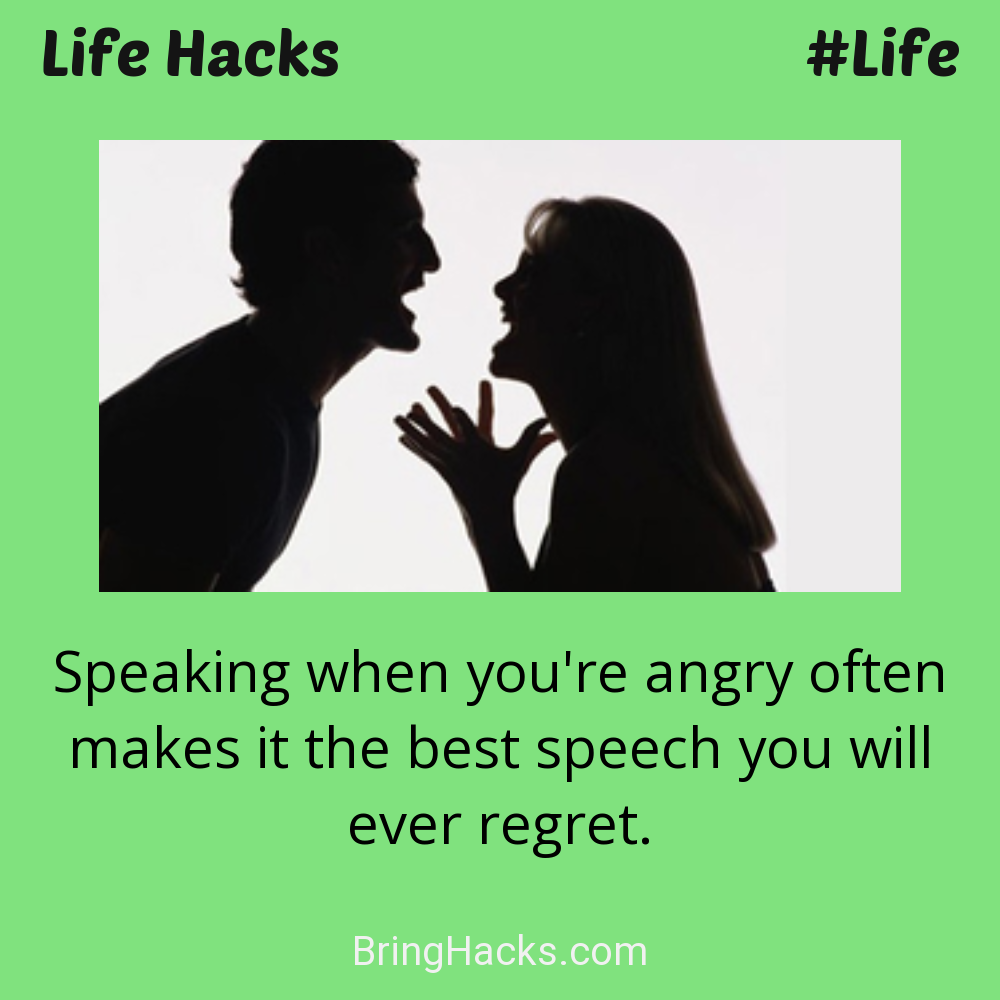 Life Hacks
#Life
Speaking when you're angry often
makes it the best speech you will
ever regret.
BringHacks.com